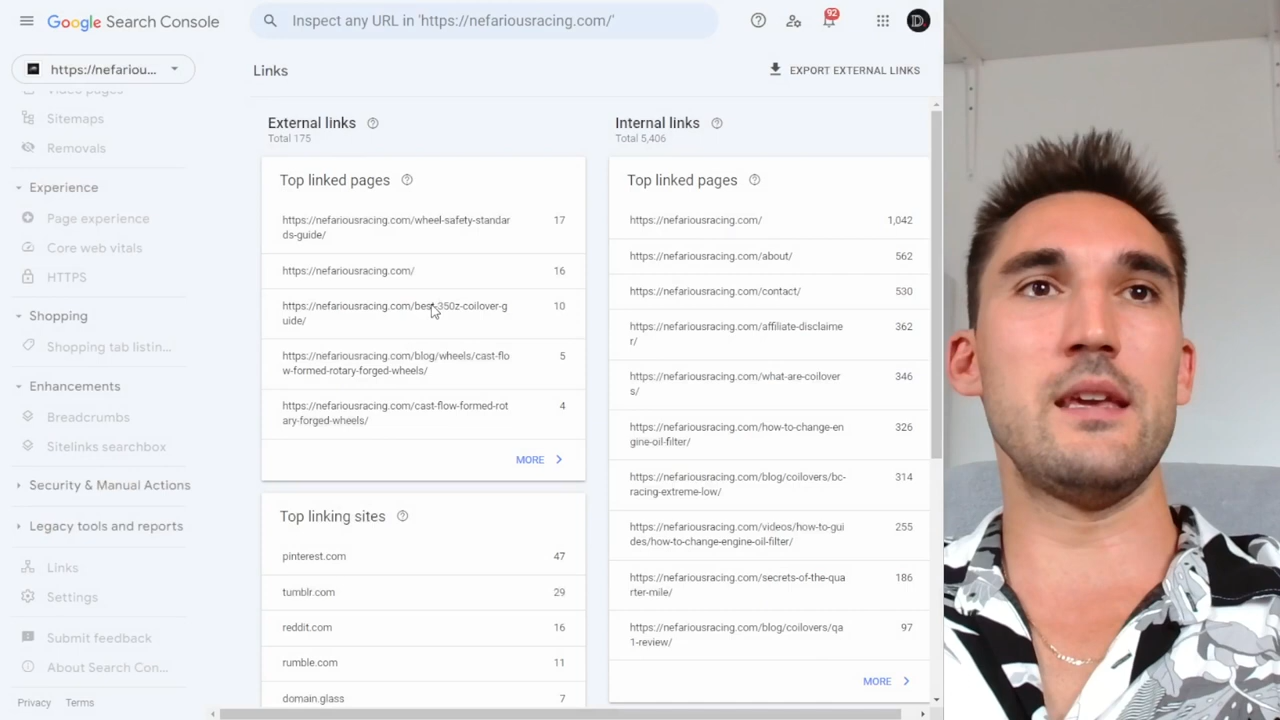 Google Search Console
Inspect any URL in 'https://nefariousracing.com/'
92
D.
https://nefariou...
Links
EXPORT EXTERNAL LINKS
Video pages
Sitemaps
Removals
Experience
Page experience
Core web vitals
HTTPS
Shopping
Shopping tab listin...
Enhancements
Breadcrumbs
Sitelinks searchbox
Security & Manual Actions
Legacy tools and reports
Links
Settings
Submit feedback
About Search Con...
Privacy Terms
External links
Total 175
Top linked pages
https://nefariousracing.com/wheel-safety-standar
ds-guide/
17
https://nefariousracing.com/
16
https://nefariousracing.com/best-350z-coilover-g
uide/
10
https://nefariousracing.com/blog/wheels/cast-flo
w-formed-rotary-forged-wheels/
5
https://nefariousracing.com/cast-flow-formed-rot
ary-forged-wheels/
4
MORE
Top linking sites
pinterest.com 47
tumblr.com 29
reddit.com 16
rumble.com 11
domain.glass 7
Internal links
Total 5,406
Top linked pages
https://nefariousracing.com/ 1,042
https://nefariousracing.com/about/ 562
https://nefariousracing.com/contact/ 530
https://nefariousracing.com/affiliate-disclaime
r/
362
https://nefariousracing.com/what-are-coilover
s/
346
https://nefariousracing.com/how-to-change-en
gine-oil-filter/
326
https://nefariousracing.com/blog/coilovers/bc-
racing-extreme-low/
314
https://nefariousracing.com/videos/how-to-gui
des/how-to-change-engine-oil-filter/
255
https://nefariousracing.com/secrets-of-the-qua
rter-mile/
186
https://nefariousracing.com/blog/coilovers/qa
1-review/
97
MORE